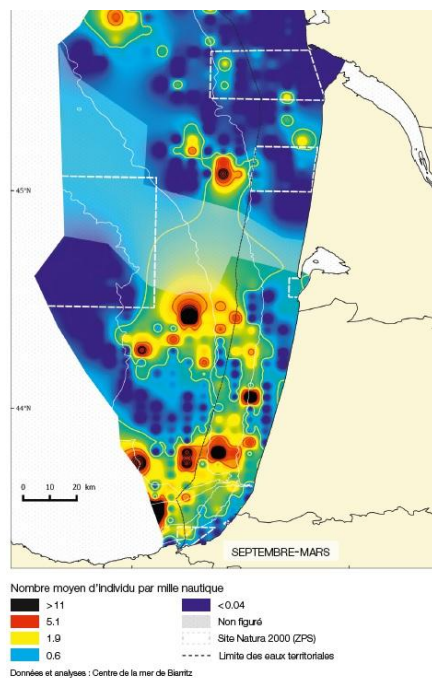 45°N
44°N
0 10 20 km
SEPTEMBRE-MARS
Nombre moyen d'individu par mille nautique
>11
5.1
1.9
0.6
<0.04
Non figuré
Site Natura 2000 (ZPS)
Limite des eaux territoriales
Données et analyses : Centre de la mer de Biarritz